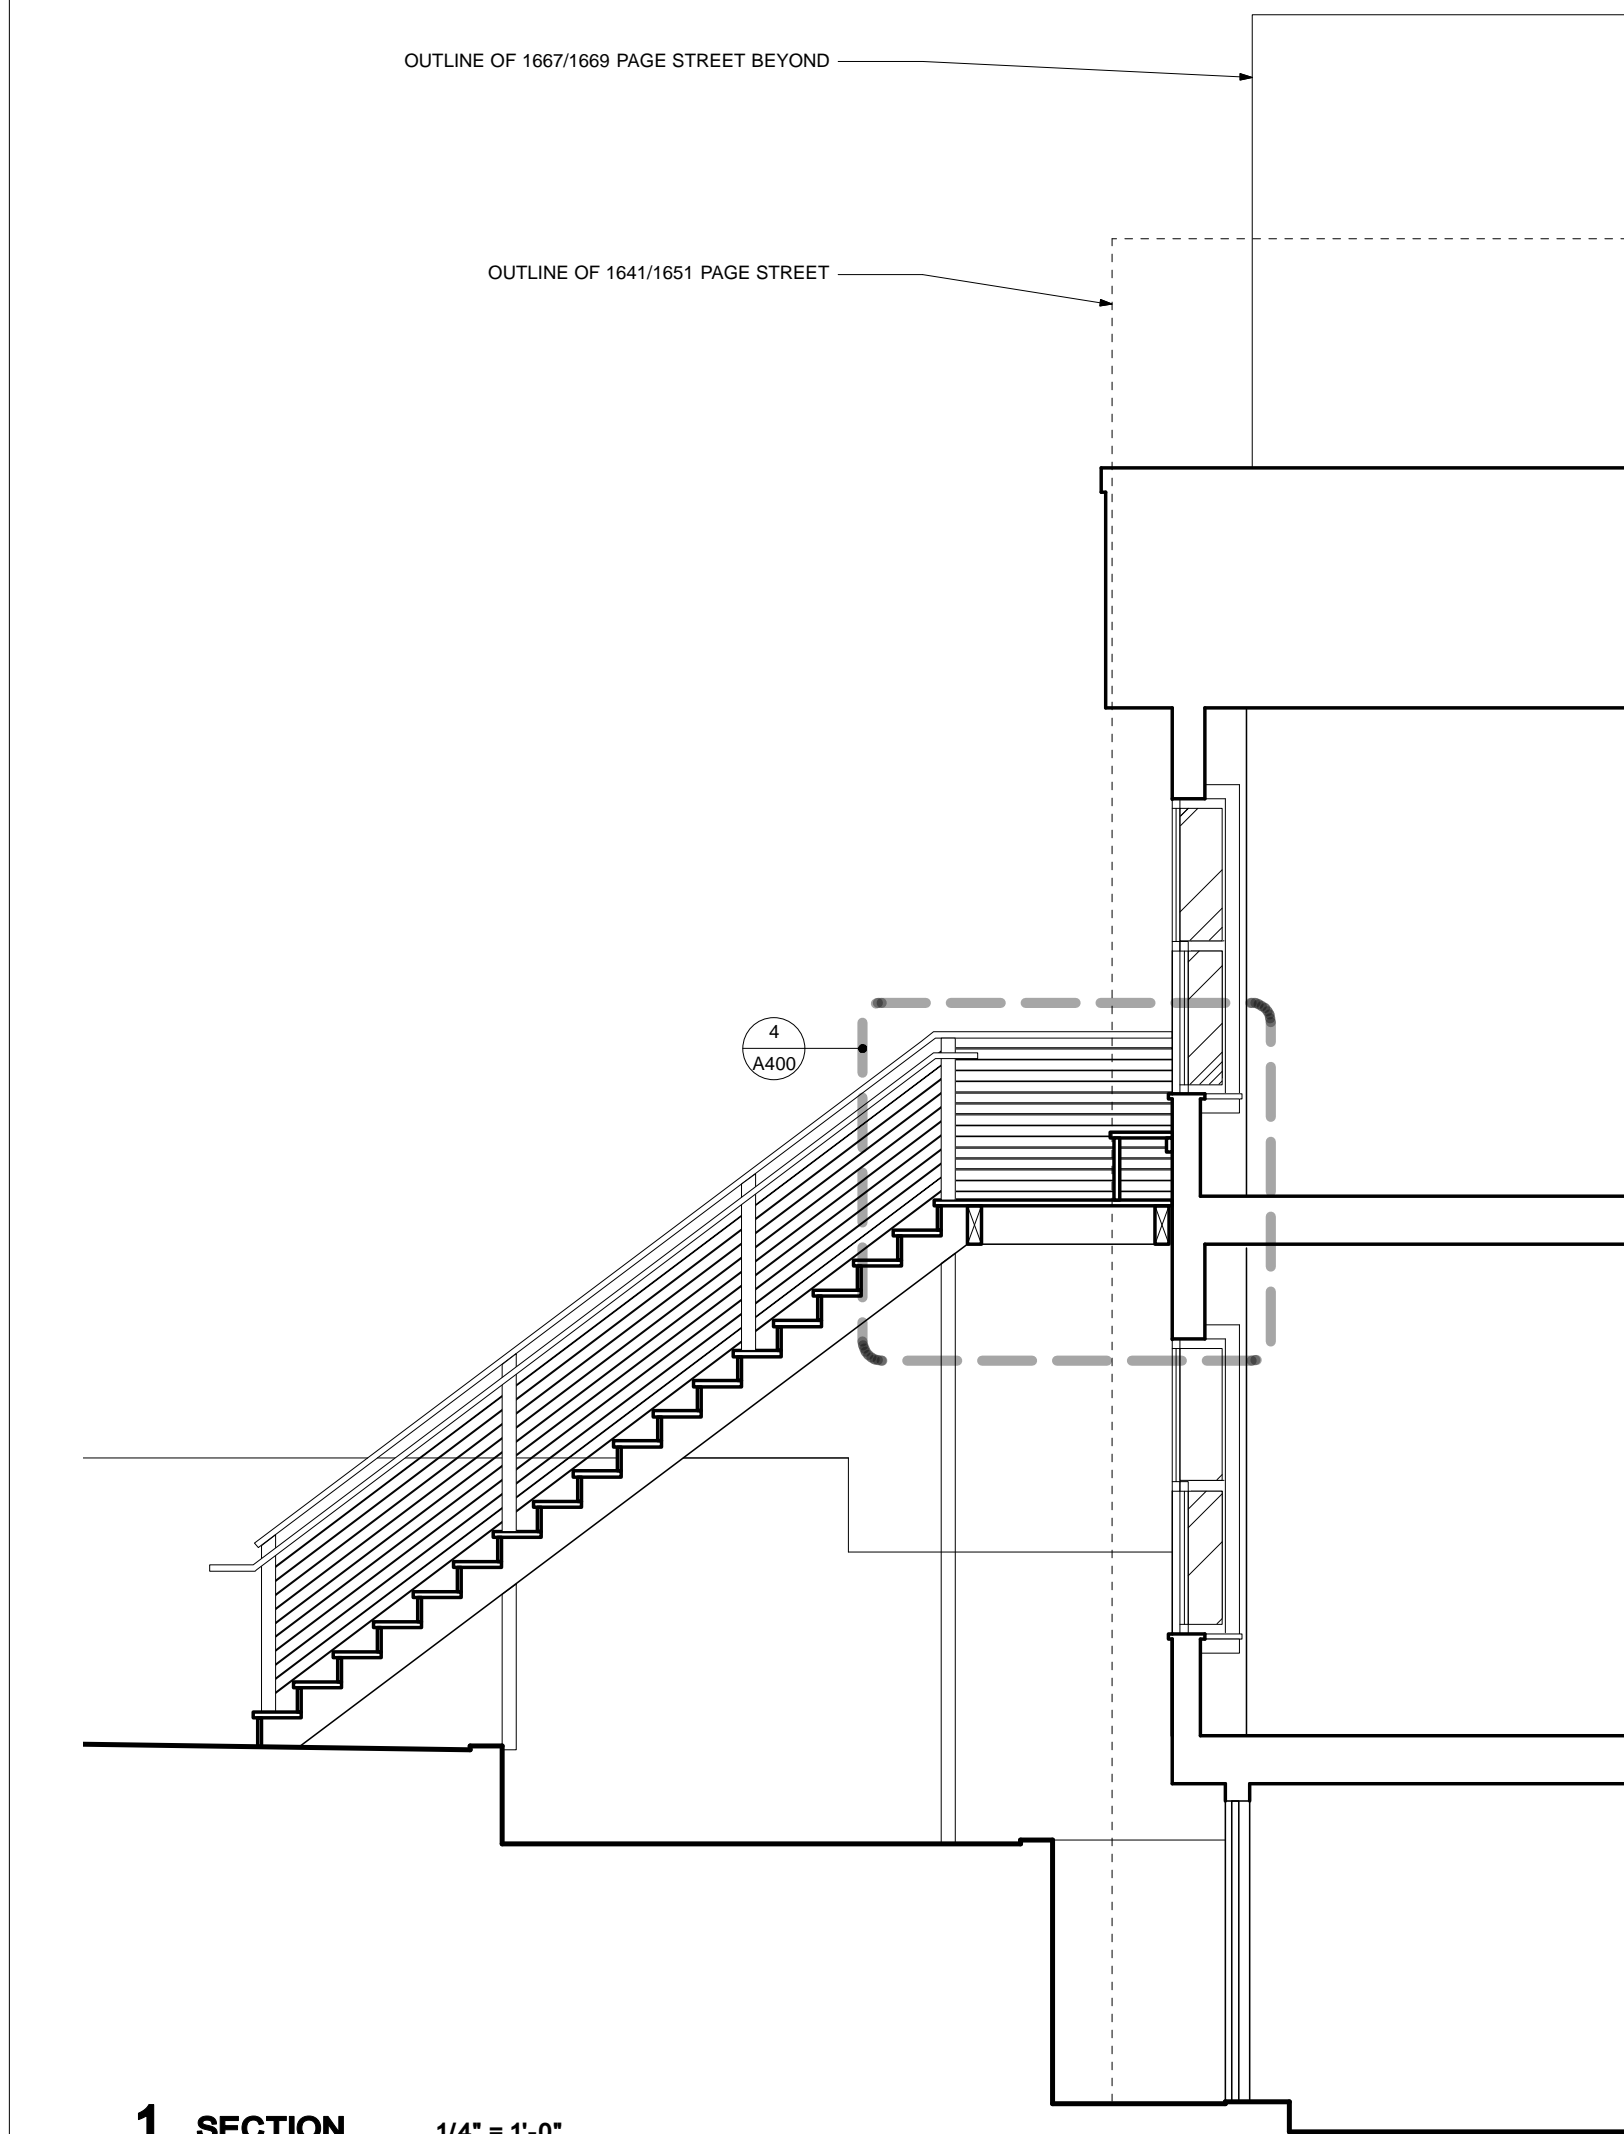 OUTLINE OF 1667/1669 PAGE STREET BEYOND
OUTLINE OF 1641/1651 PAGE STREET
4
A400
1 SECTION 1/4" = 1'-0"